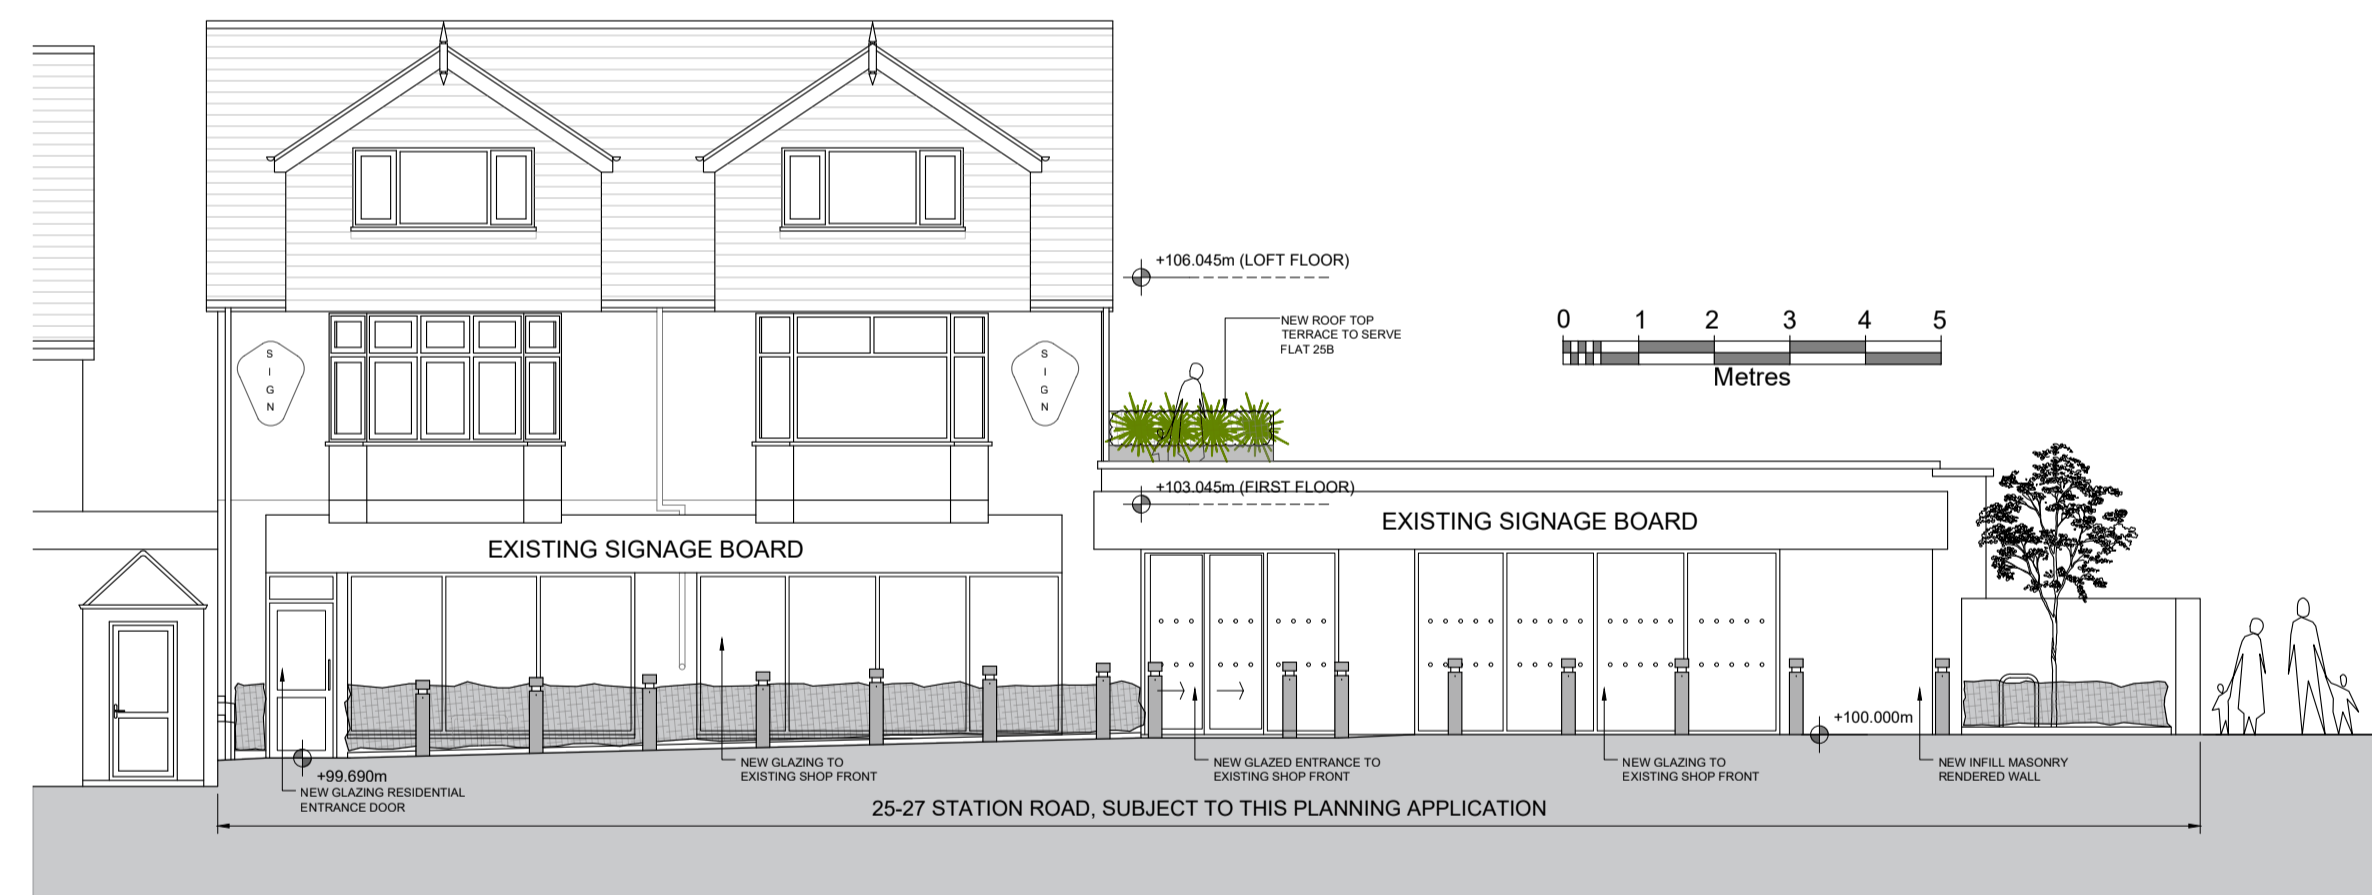 +106.045m (LOFT FLOOR)
NEW ROOF TOP
TERRACE TO SERVE
FLAT 25B
0 1 2 3 4 5
Metres
S
I
G
N
S
I
G
N
+103.045m (FIRST FLOOR)
EXISTING SIGNAGE BOARD
EXISTING SIGNAGE BOARD
+100.000m
+99.690m
NEW GLAZING RESIDENTIAL
ENTRANCE DOOR
NEW GLAZING TO
EXISTING SHOP FRONT
NEW GLAZED ENTRANCE TO
EXISTING SHOP FRONT
NEW GLAZING TO
EXISTING SHOP FRONT
NEW INFILL MASONRY
RENDERED WALL
25-27 STATION ROAD, SUBJECT TO THIS PLANNING APPLICATION